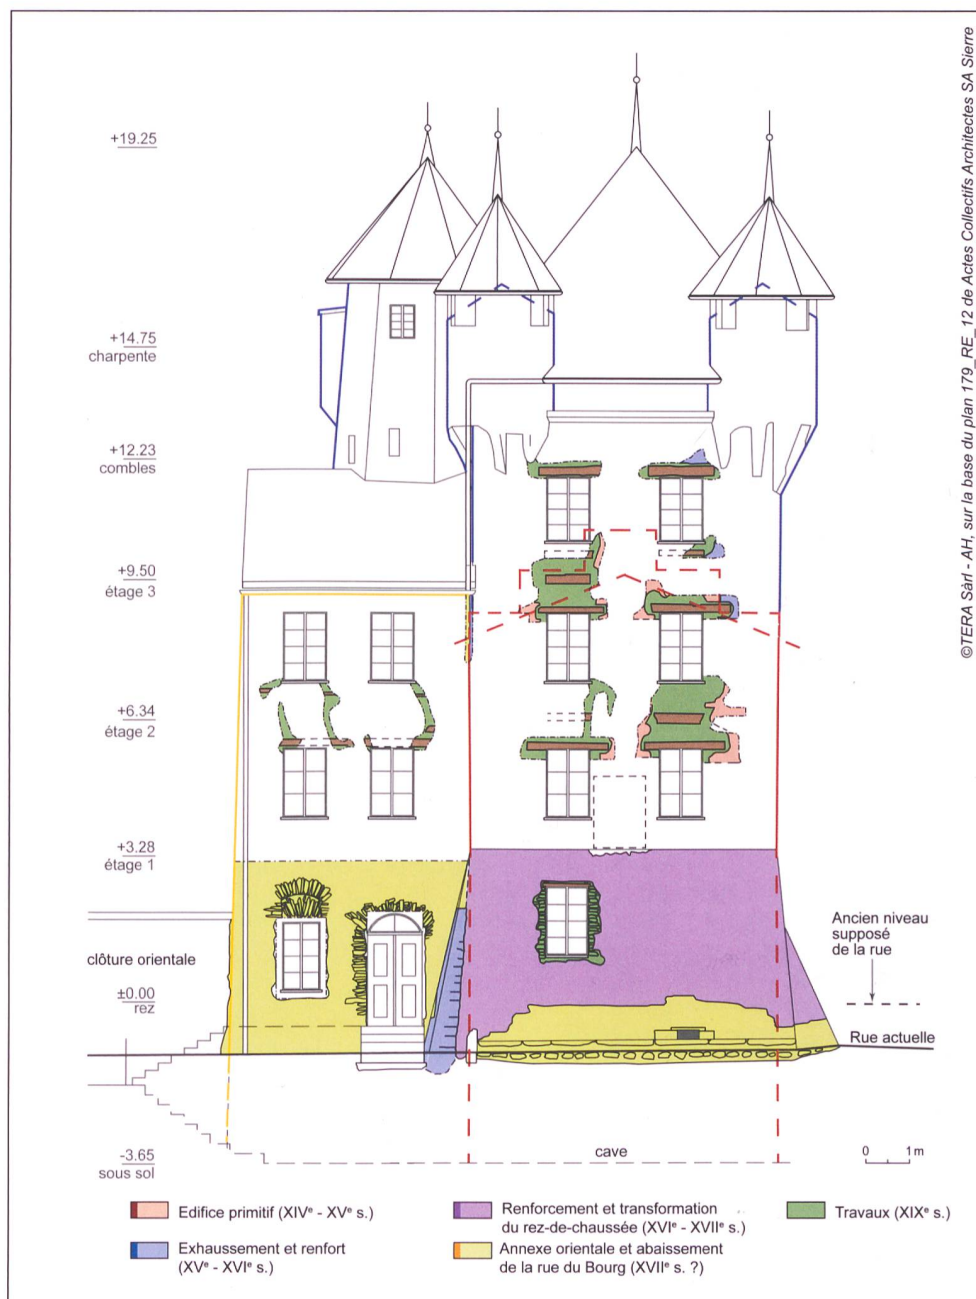 +19.25
+14.75
charpente
+12.23
combles
+9.50
étage 3
+6.34
étage 2
+3.28
étage 1
clôture orientale
±0.00
rez
-3.65
sous sol
Ancien niveau
supposé
de la rue
Rue actuelle
cave
0 1 m
Edifice primitif (XIVe - XVe s.)
Exhaussement et renfort
(XVe - XVIe s.)
Renforcement et transformation
du rez-de-chaussée (XVIe - XVIIe s.)
Annexe orientale et abaissement
de la rue du Bourg (XVIIe s. ?)
Travaux (XIXe s.)
©TERA Sàrl - AH, sur la base du plan 179_RE_12 de Actes Collectifs Architectes SA Sierre